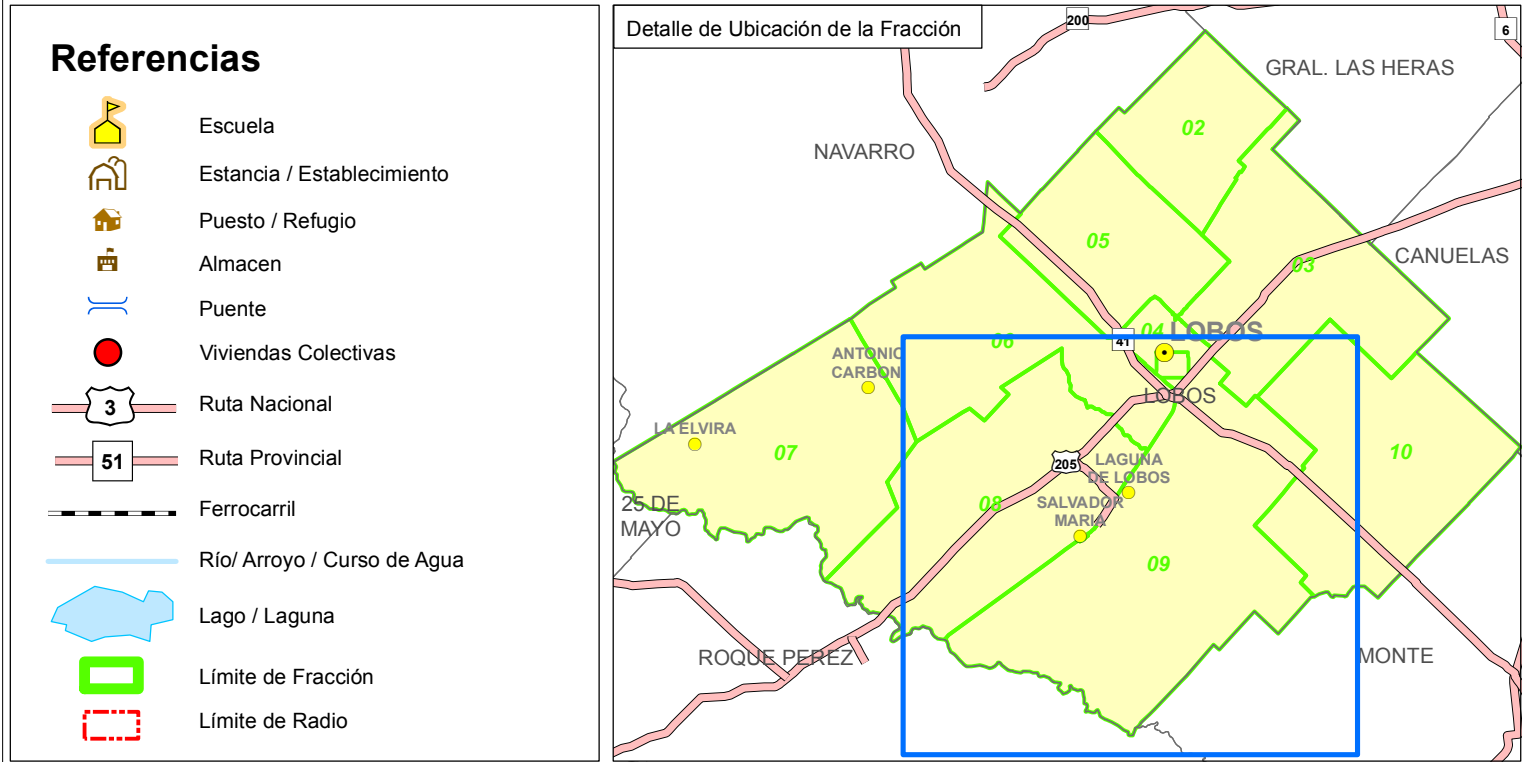 Referencias
Escuela
Estancia / Establecimiento
Puesto / Refugio
Almacen
Puente
Viviendas Colectivas
3
Ruta Nacional
51
Ruta Provincial
Ferrocarril
Río/ Arroyo / Curso de Agua
Lago / Laguna
Límite de Fracción
Límite de Radio
Detalle de Ubicación de la Fracción
200
6
GRAL. LAS HERAS
02
NAVARRO
05
CANUELAS
03
04
LOBOS
41
06
ANTONIO
CARBON
LOBOS
LA ELVIRA
07
10
205
LAGUNA
DE LOBOS
25 DE
MAYO
08
SALVADOR
MARIA
09
ROQUE PEREZ
MONTE